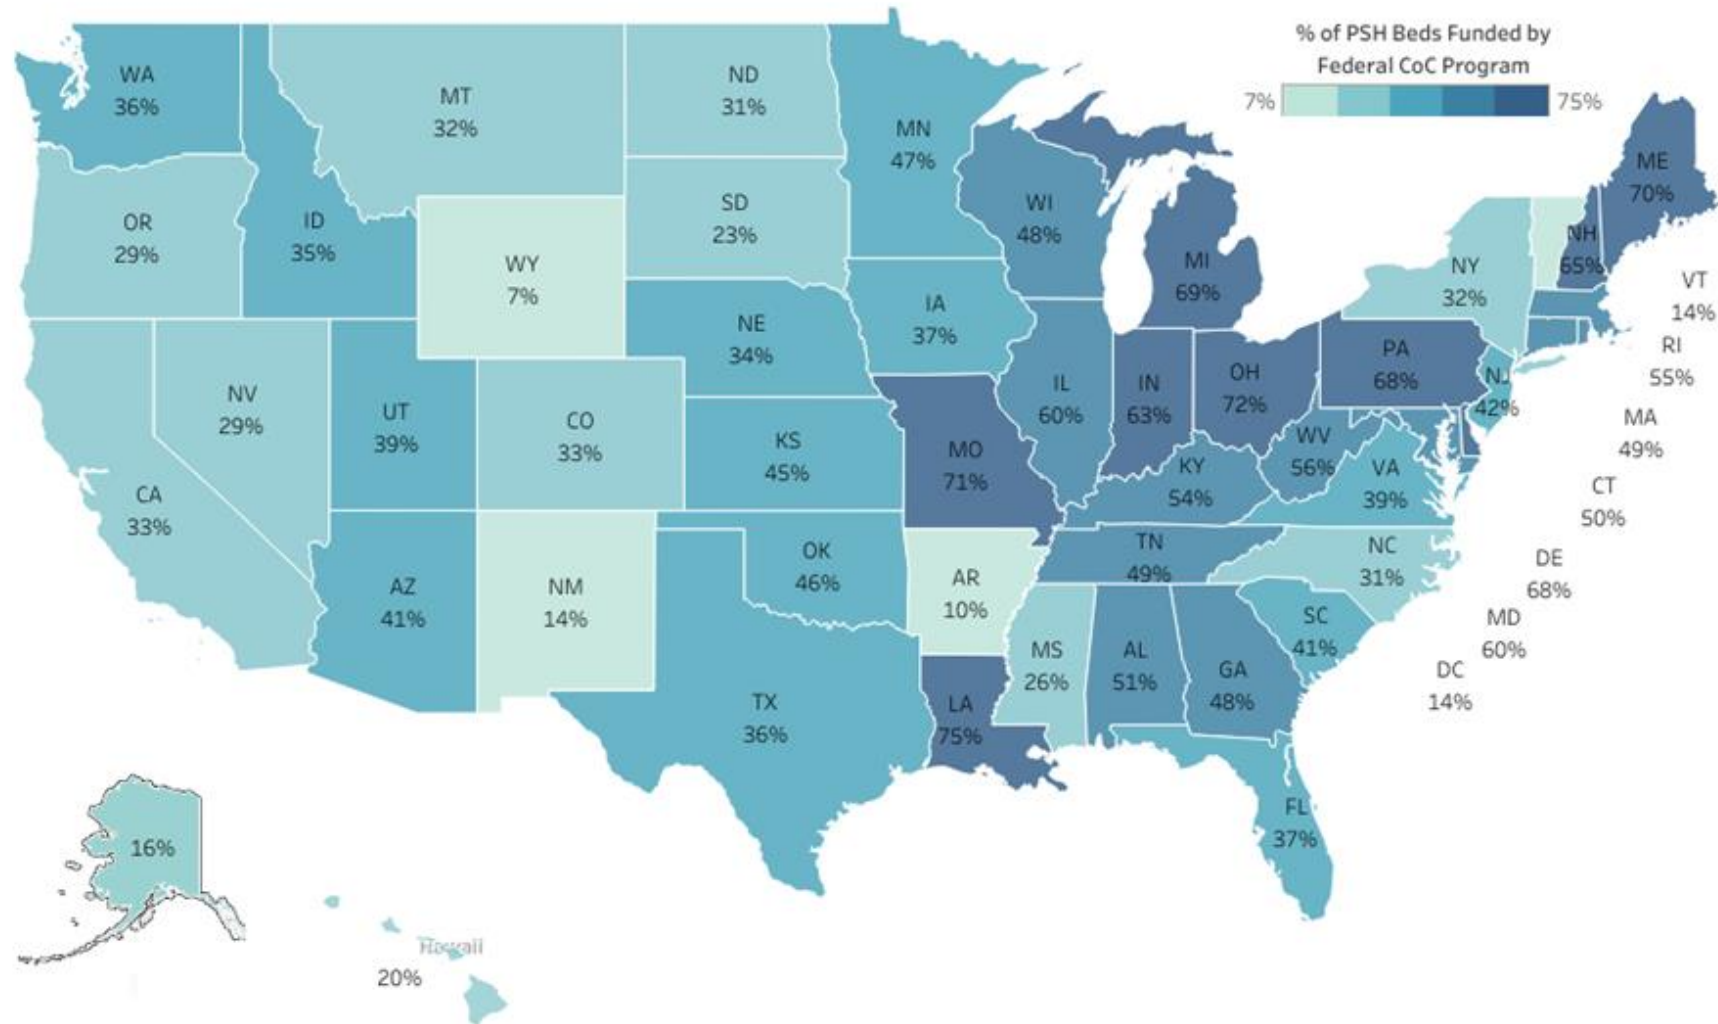 % of PSH Beds Funded by
Federal CoC Program
7%
75%
WA
36%
MT
32%
ND
31%
MN
47%
OR
29%
ID
35%
WY
7%
SD
23%
WI
48%
MI
69%
NY
32%
NH
65%
ME
70%
VT
14%
RI
55%
MA
49%
CT
50%
DE
68%
MD
60%
DC
14%
NV
29%
UT
39%
CO
33%
NE
34%
IA
37%
IL
60%
IN
63%
OH
72%
PA
68%
NJ
42%
CA
33%
KS
45%
MO
71%
KY
54%
WV
56%
VA
39%
AZ
41%
NM
14%
OK
46%
AR
10%
TN
49%
NC
31%
SC
41%
TX
36%
LA
75%
MS
26%
AL
51%
GA
48%
FL
37%
16%
Hawaii
20%